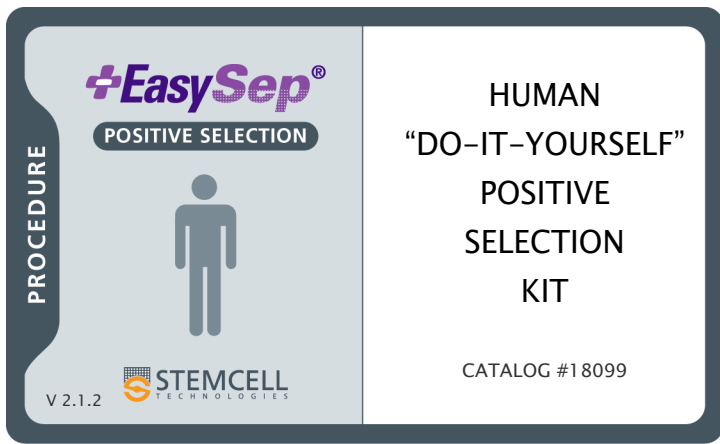 PROCEDURE
EasySep®
POSITIVE SELECTION
V 2.1.2
STEMCELL
TECHNOLOGIES
HUMAN
“DO-IT-YOURSELF”
POSITIVE
SELECTION
KIT
CATALOG #18099